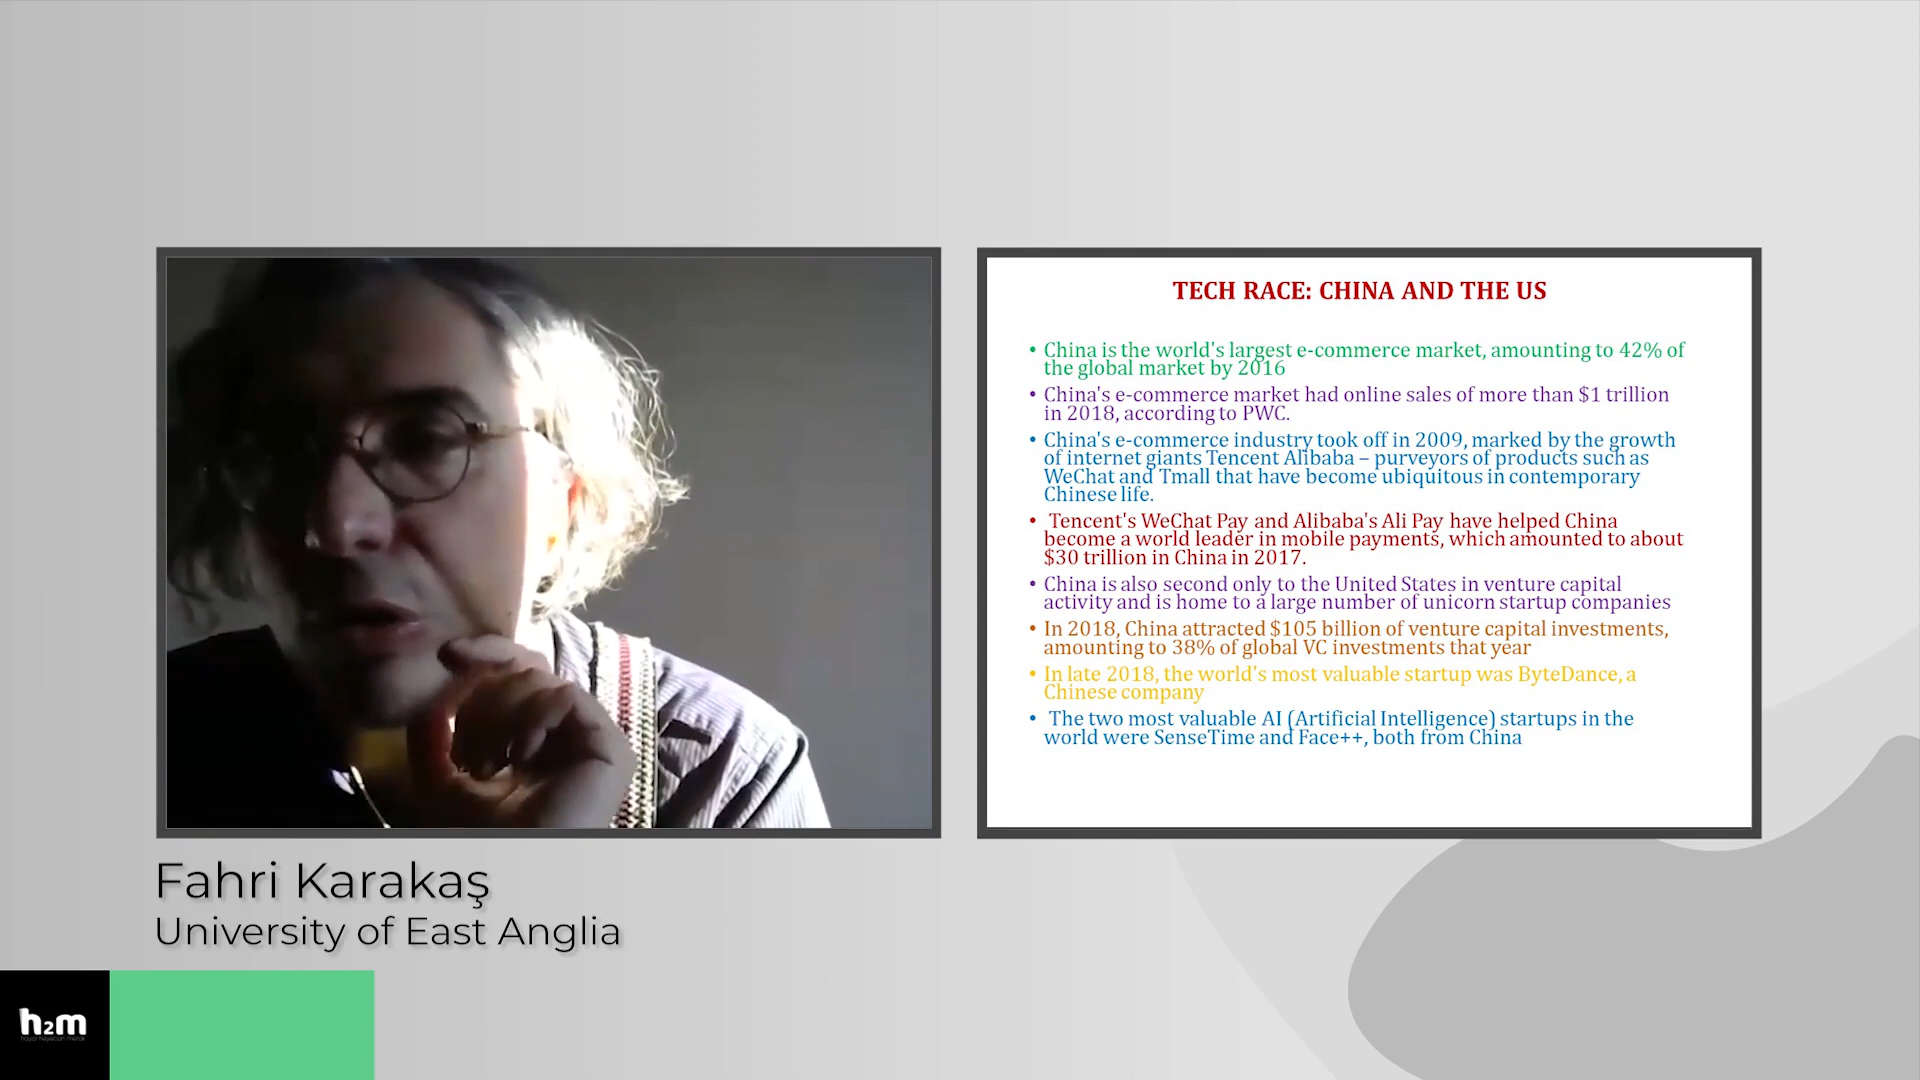 TECH RACE: CHINA AND THE US
• China is the world's largest e-commerce market, amounting to 42% of
the global market by 2016
• China's e-commerce market had online sales of more than $1 trillion
in 2018, according to PWC.
• China's e-commerce industry took off in 2009, marked by the growth
of internet giants Tencent Alibaba – purveyors of products such as
WeChat and Tmall that have become ubiquitous in contemporary
Chinese life.
• Tencent's WeChat Pay and Alibaba's Ali Pay have helped China
become a world leader in mobile payments, which amounted to about
$30 trillion in China in 2017.
• China is also second only to the United States in venture capital
activity and is home to a large number of unicorn startup companies
• In 2018, China attracted $105 billion of venture capital investments,
amounting to 38% of global VC investments that year
• In late 2018, the world's most valuable startup was ByteDance, a
Chinese company
• The two most valuable AI (Artificial Intelligence) startups in the
world were SenseTime and Face++, both from China
Fahri Karakaş
University of East Anglia
h2m
hayal heyecan merak